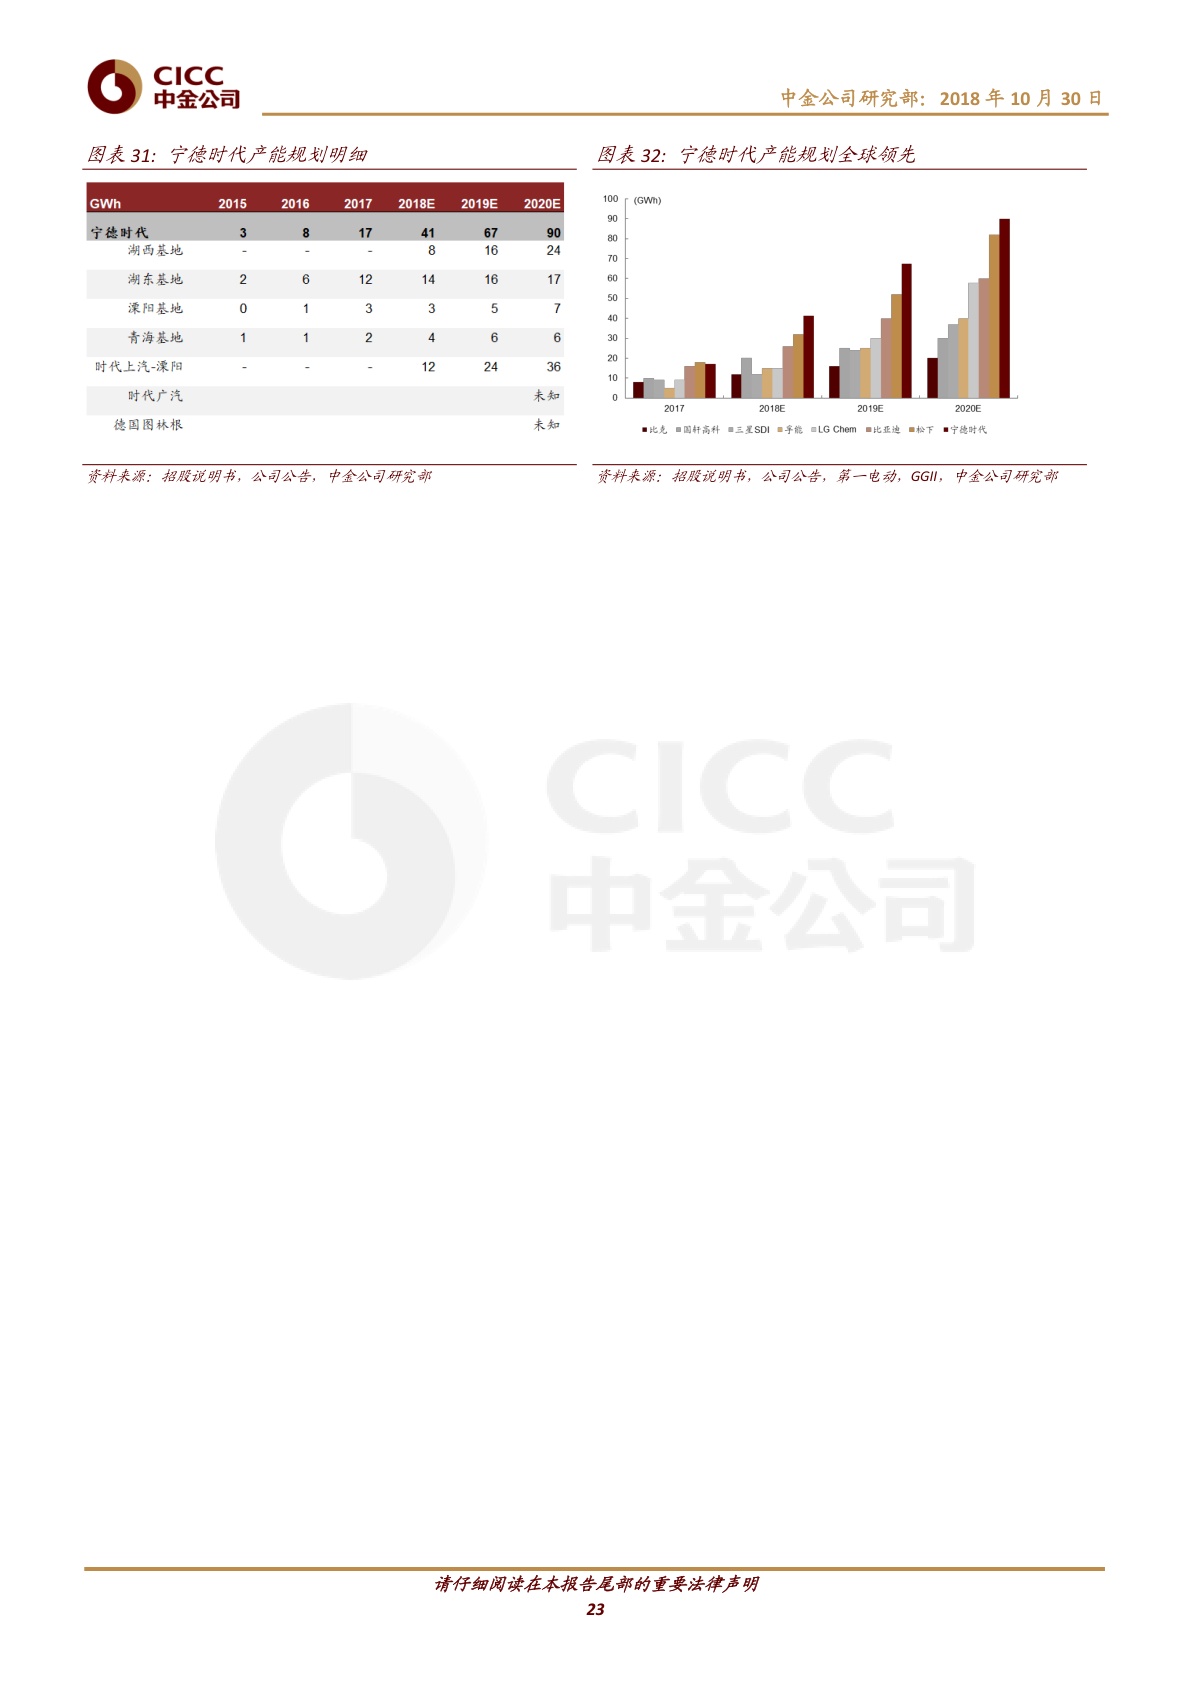 CICC
中金公司
中金公司研究部：2018 年 10 月 30 日
图表 31：宁德时代产能规划明细
GWh 2015 2016 2017 2018E 2019E 2020E
宁德时代 3 8 17 41 67 90
湖西基地 - - - 8 16 24
湖东基地 2 6 12 14 16 17
溧阳基地 0 1 3 3 5 7
青海基地 1 1 2 4 6 6
时代上汽-溧阳 - - - 12 24 36
时代广汽 未知
德国图林根 未知
资料来源：招股说明书，公司公告，中金公司研究部
图表 32：宁德时代产能规划全球领先
(GWh)
100
90
80
70
60
50
40
30
20
10
0
2017 2018E 2019E 2020E
比克 国轩高科 三星SDI 孚能 LG Chem 比亚迪 松下 宁德时代
资料来源：招股说明书，公司公告，第一电动，GGII，中金公司研究部
CICC
中金公司
请仔细阅读在本报告尾部的重要法律声明
23